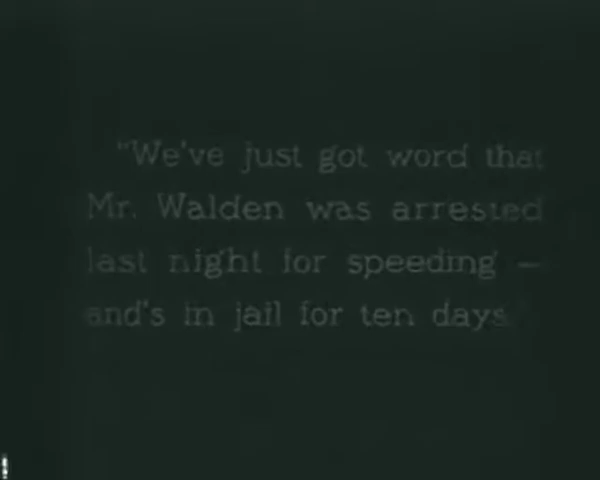 "We've just got word that
Mr. Walden was arrested
last night for speeding —
and's in jail for ten days